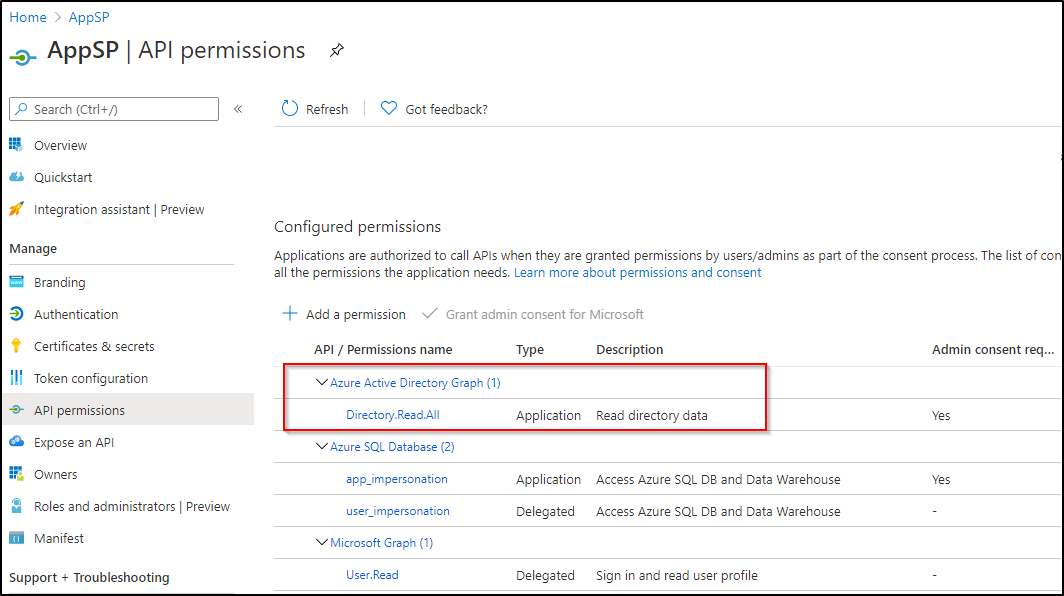 Home > AppSP
AppSP | API permissions
Search (Ctrl+/)
«
Refresh
Got feedback?
Overview
Quickstart
Integration assistant | Preview
Manage
Branding
Authentication
Certificates & secrets
Token configuration
API permissions
Expose an API
Owners
Roles and administrators | Preview
Manifest
Support + Troubleshooting
Configured permissions
Applications are authorized to call APIs when they are granted permissions by users/admins as part of the consent process. The list of con
all the permissions the application needs. Learn more about permissions and consent
Add a permission
Grant admin consent for Microsoft
API / Permissions name Type Description Admin consent req...
Azure Active Directory Graph (1)
Directory.Read.All Application Read directory data Yes
Azure SQL Database (2)
app_impersonation Application Access Azure SQL DB and Data Warehouse Yes
user_impersonation Delegated Access Azure SQL DB and Data Warehouse -
Microsoft Graph (1)
User.Read Delegated Sign in and read user profile -